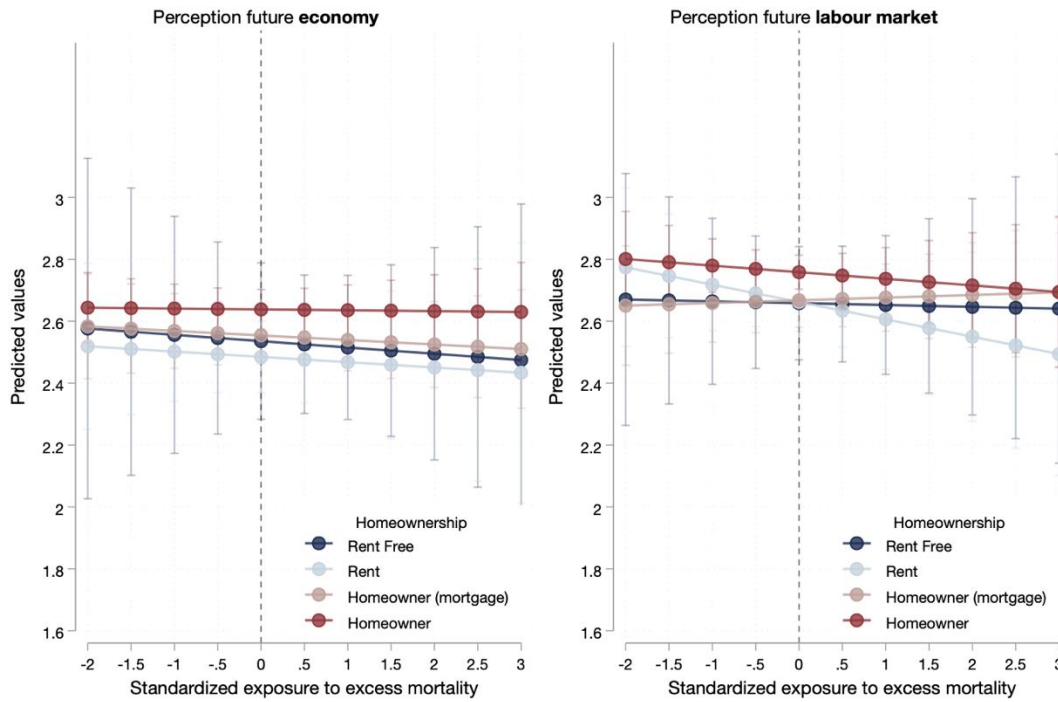 Perception future economy
Predicted values
3
2.8
2.6
2.4
2.2
2
1.8
1.6
Homeownership
Rent Free
Rent
Homeowner (mortgage)
Homeowner
-2 -1.5 -1 -.5 0 .5 1 1.5 2 2.5 3
Standardized exposure to excess mortality
Perception future labour market
Predicted values
3
2.8
2.6
2.4
2.2
2
1.8
1.6
Homeownership
Rent Free
Rent
Homeowner (mortgage)
Homeowner
-2 -1.5 -1 -.5 0 .5 1 1.5 2 2.5 3
Standardized exposure to excess mortality